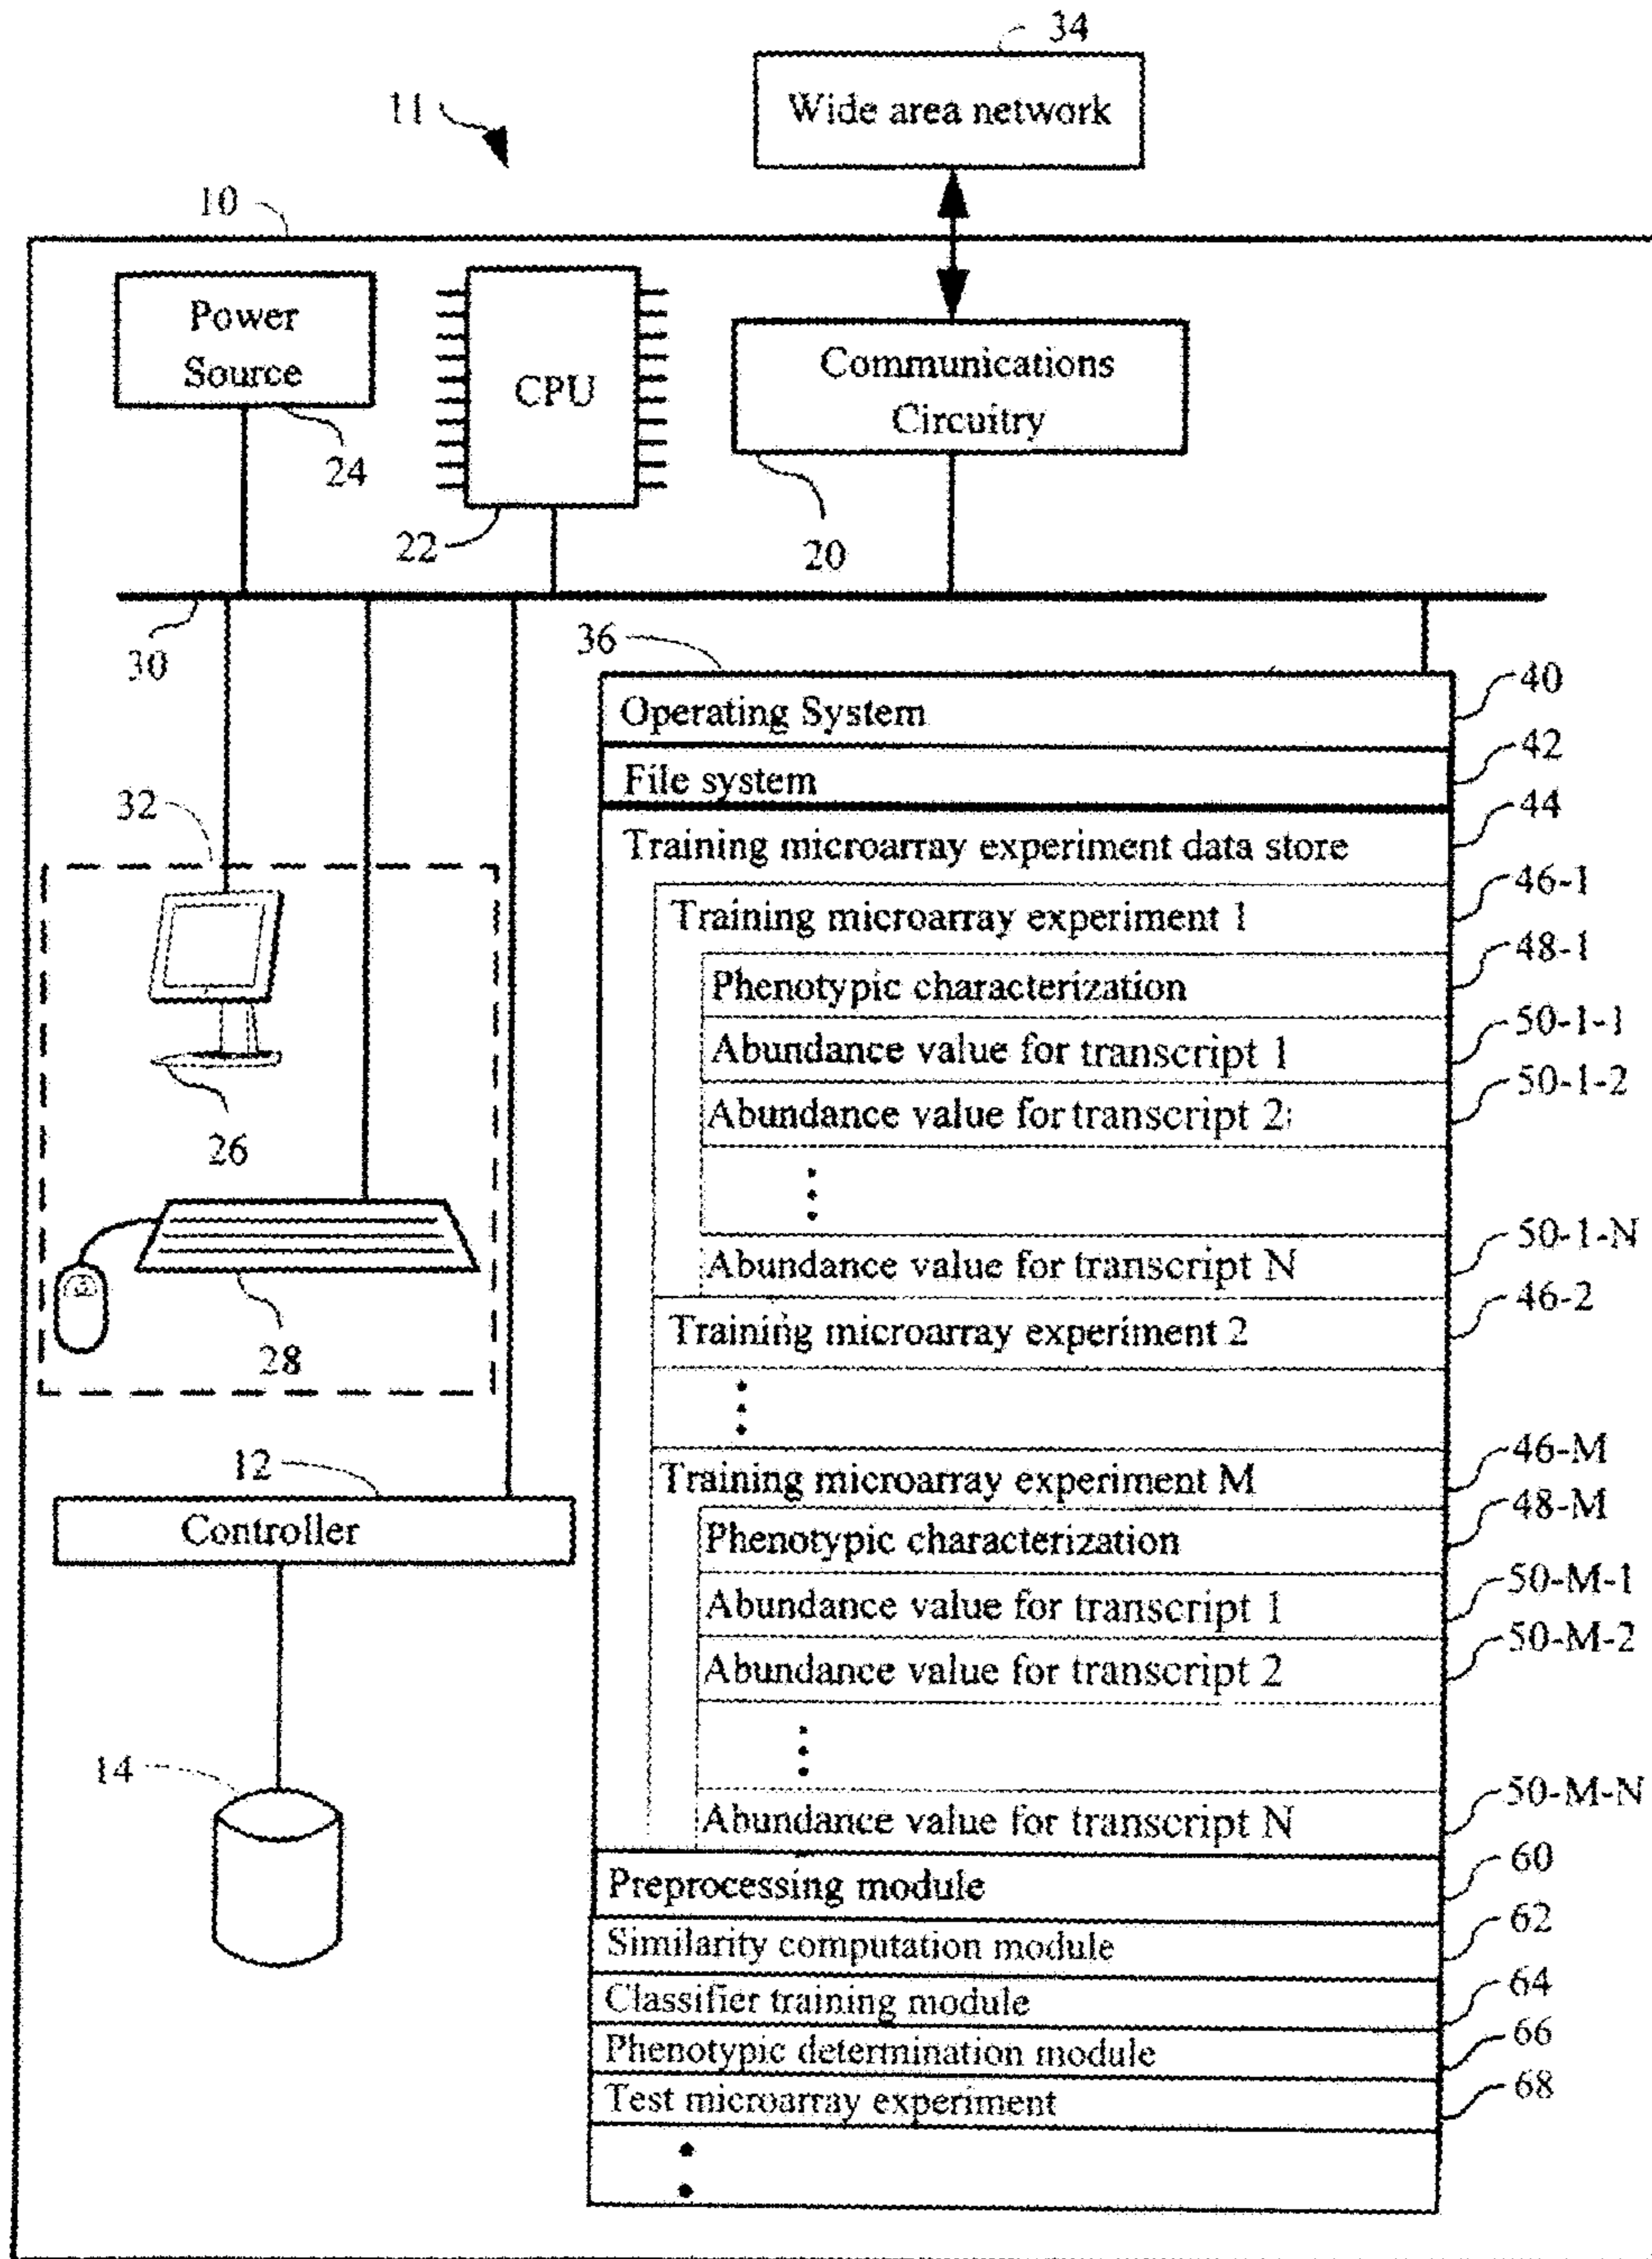 34
Wide area network
11
10
Power
Source
24
CPU
22
Communications
Circuitry
20
30
36
Operating System
40
File system
42
Training microarray experiment data store
44
Training microarray experiment 1
46-1
Phenotypic characterization
48-1
Abundance value for transcript 1
50-1-1
Abundance value for transcript 2
50-1-2
Abundance value for transcript N
50-1-N
Training microarray experiment 2
46-2
Training microarray experiment M
46-M
Phenotypic characterization
48-M
Abundance value for transcript 1
50-M-1
Abundance value for transcript 2
50-M-2
Abundance value for transcript N
50-M-N
Preprocessing module
60
Similarity computation module
62
Classifier training module
64
Phenotypic determination module
66
Test microarray experiment
68
32
26
28
12
Controller
14